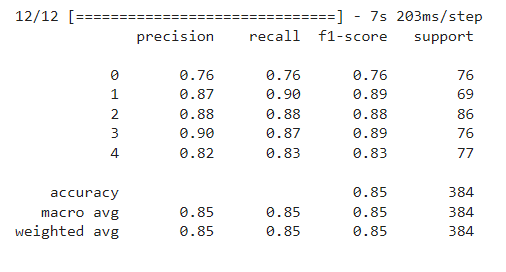 12/12 [==============================] - 7s 203ms/step
precision recall f1-score support
0 0.76 0.76 0.76 76
1 0.87 0.90 0.89 69
2 0.88 0.88 0.88 86
3 0.90 0.87 0.89 76
4 0.82 0.83 0.83 77
accuracy 0.85 384
macro avg 0.85 0.85 0.85 384
weighted avg 0.85 0.85 0.85 384